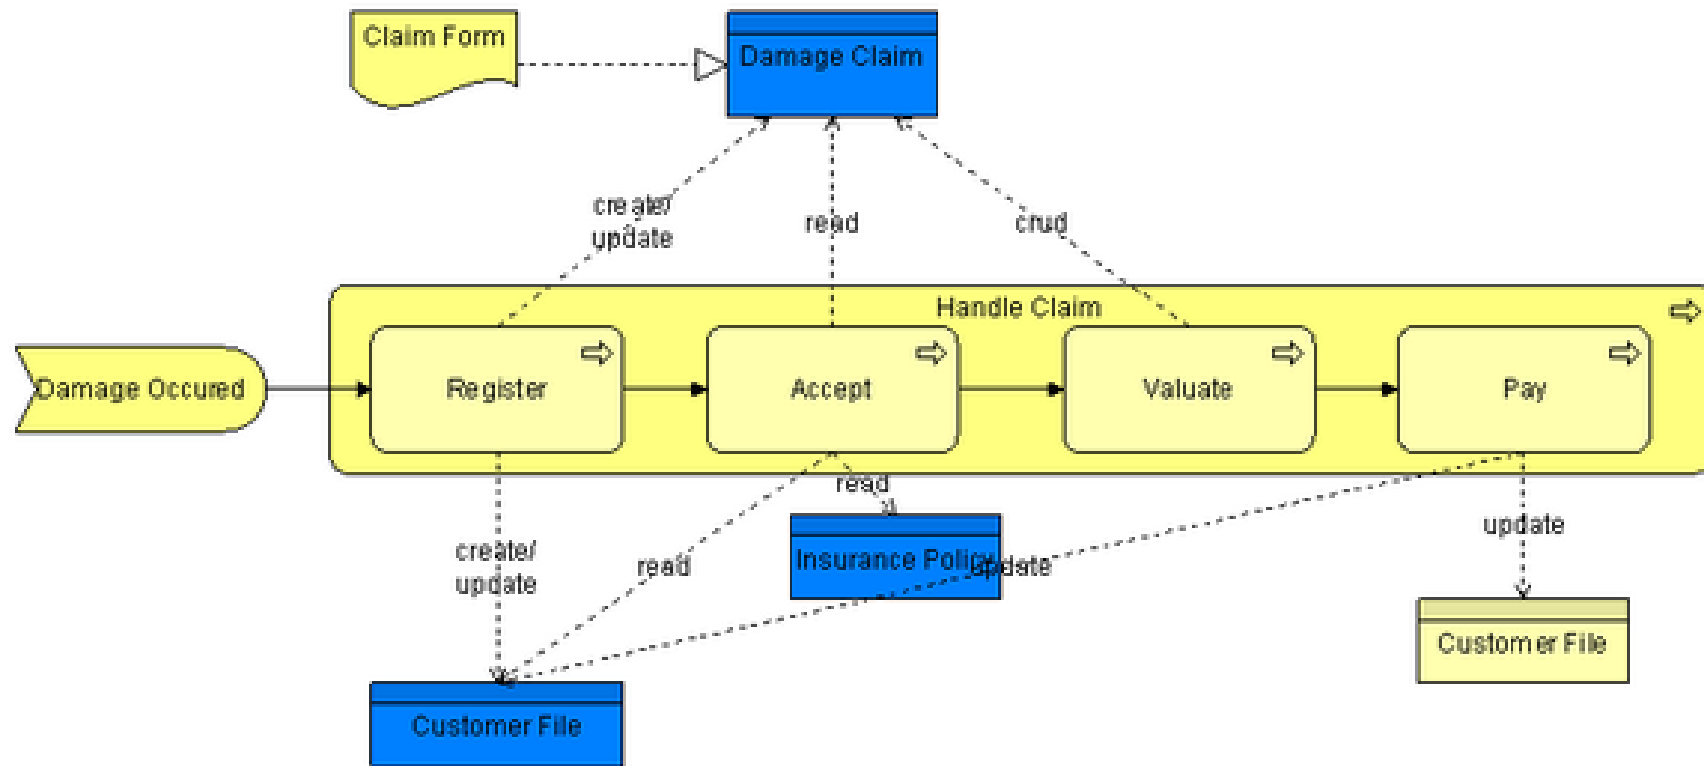 Claim Form
Damage Claim
create/
update
read
crud
Handle Claim
Damage Occured
Register
Accept
Valuate
Pay
read
create/
update
read
Insurance Policy
update
update
Customer File
Customer File